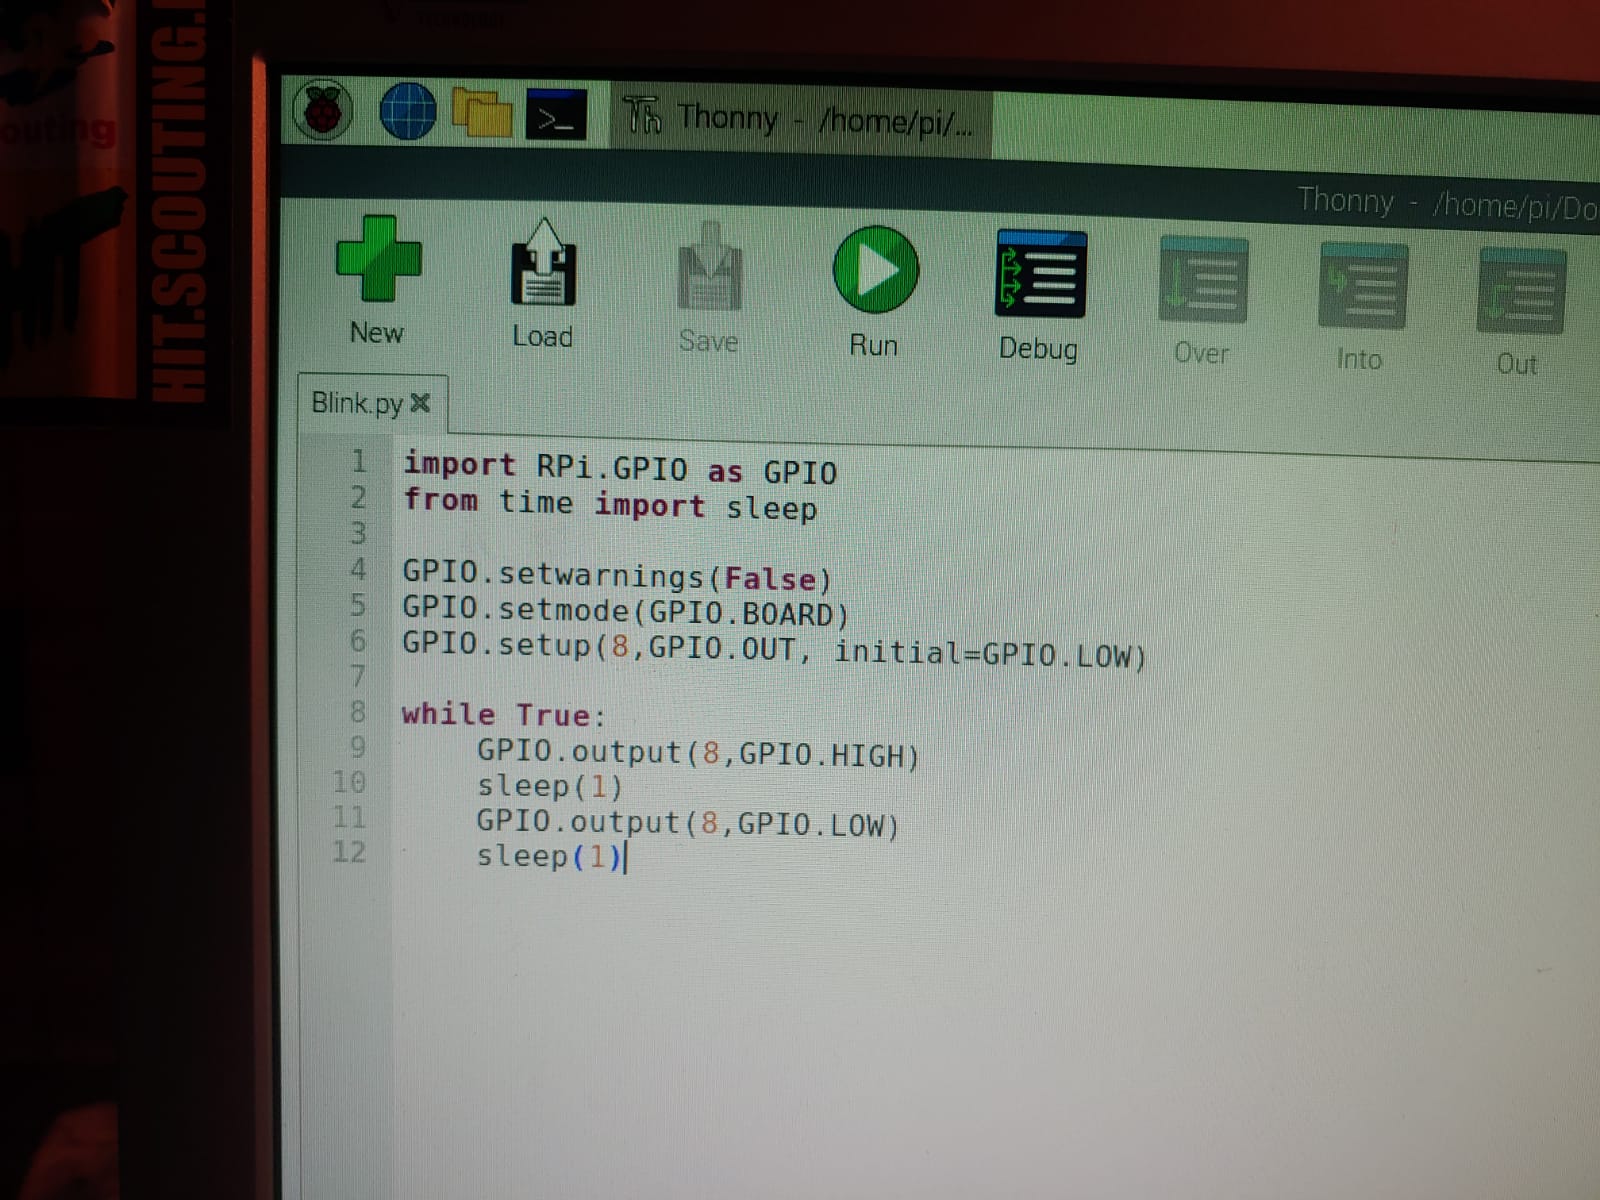 TECHNOLOGY
outing
HIT.SCOUTING.
Thonny - /home/pi/...
Thonny - /home/pi/Do
New
Load
Save
Run
Debug
Over
Into
Out
Blink.py
1 import RPi.GPIO as GPIO
2 from time import sleep
3
4 GPIO.setwarnings(False)
5 GPIO.setmode(GPIO.BOARD)
6 GPIO.setup(8,GPIO.OUT, initial=GPIO.LOW)
7
8 while True:
9     GPIO.output(8,GPIO.HIGH)
10     sleep(1)
11     GPIO.output(8,GPIO.LOW)
12     sleep(1)